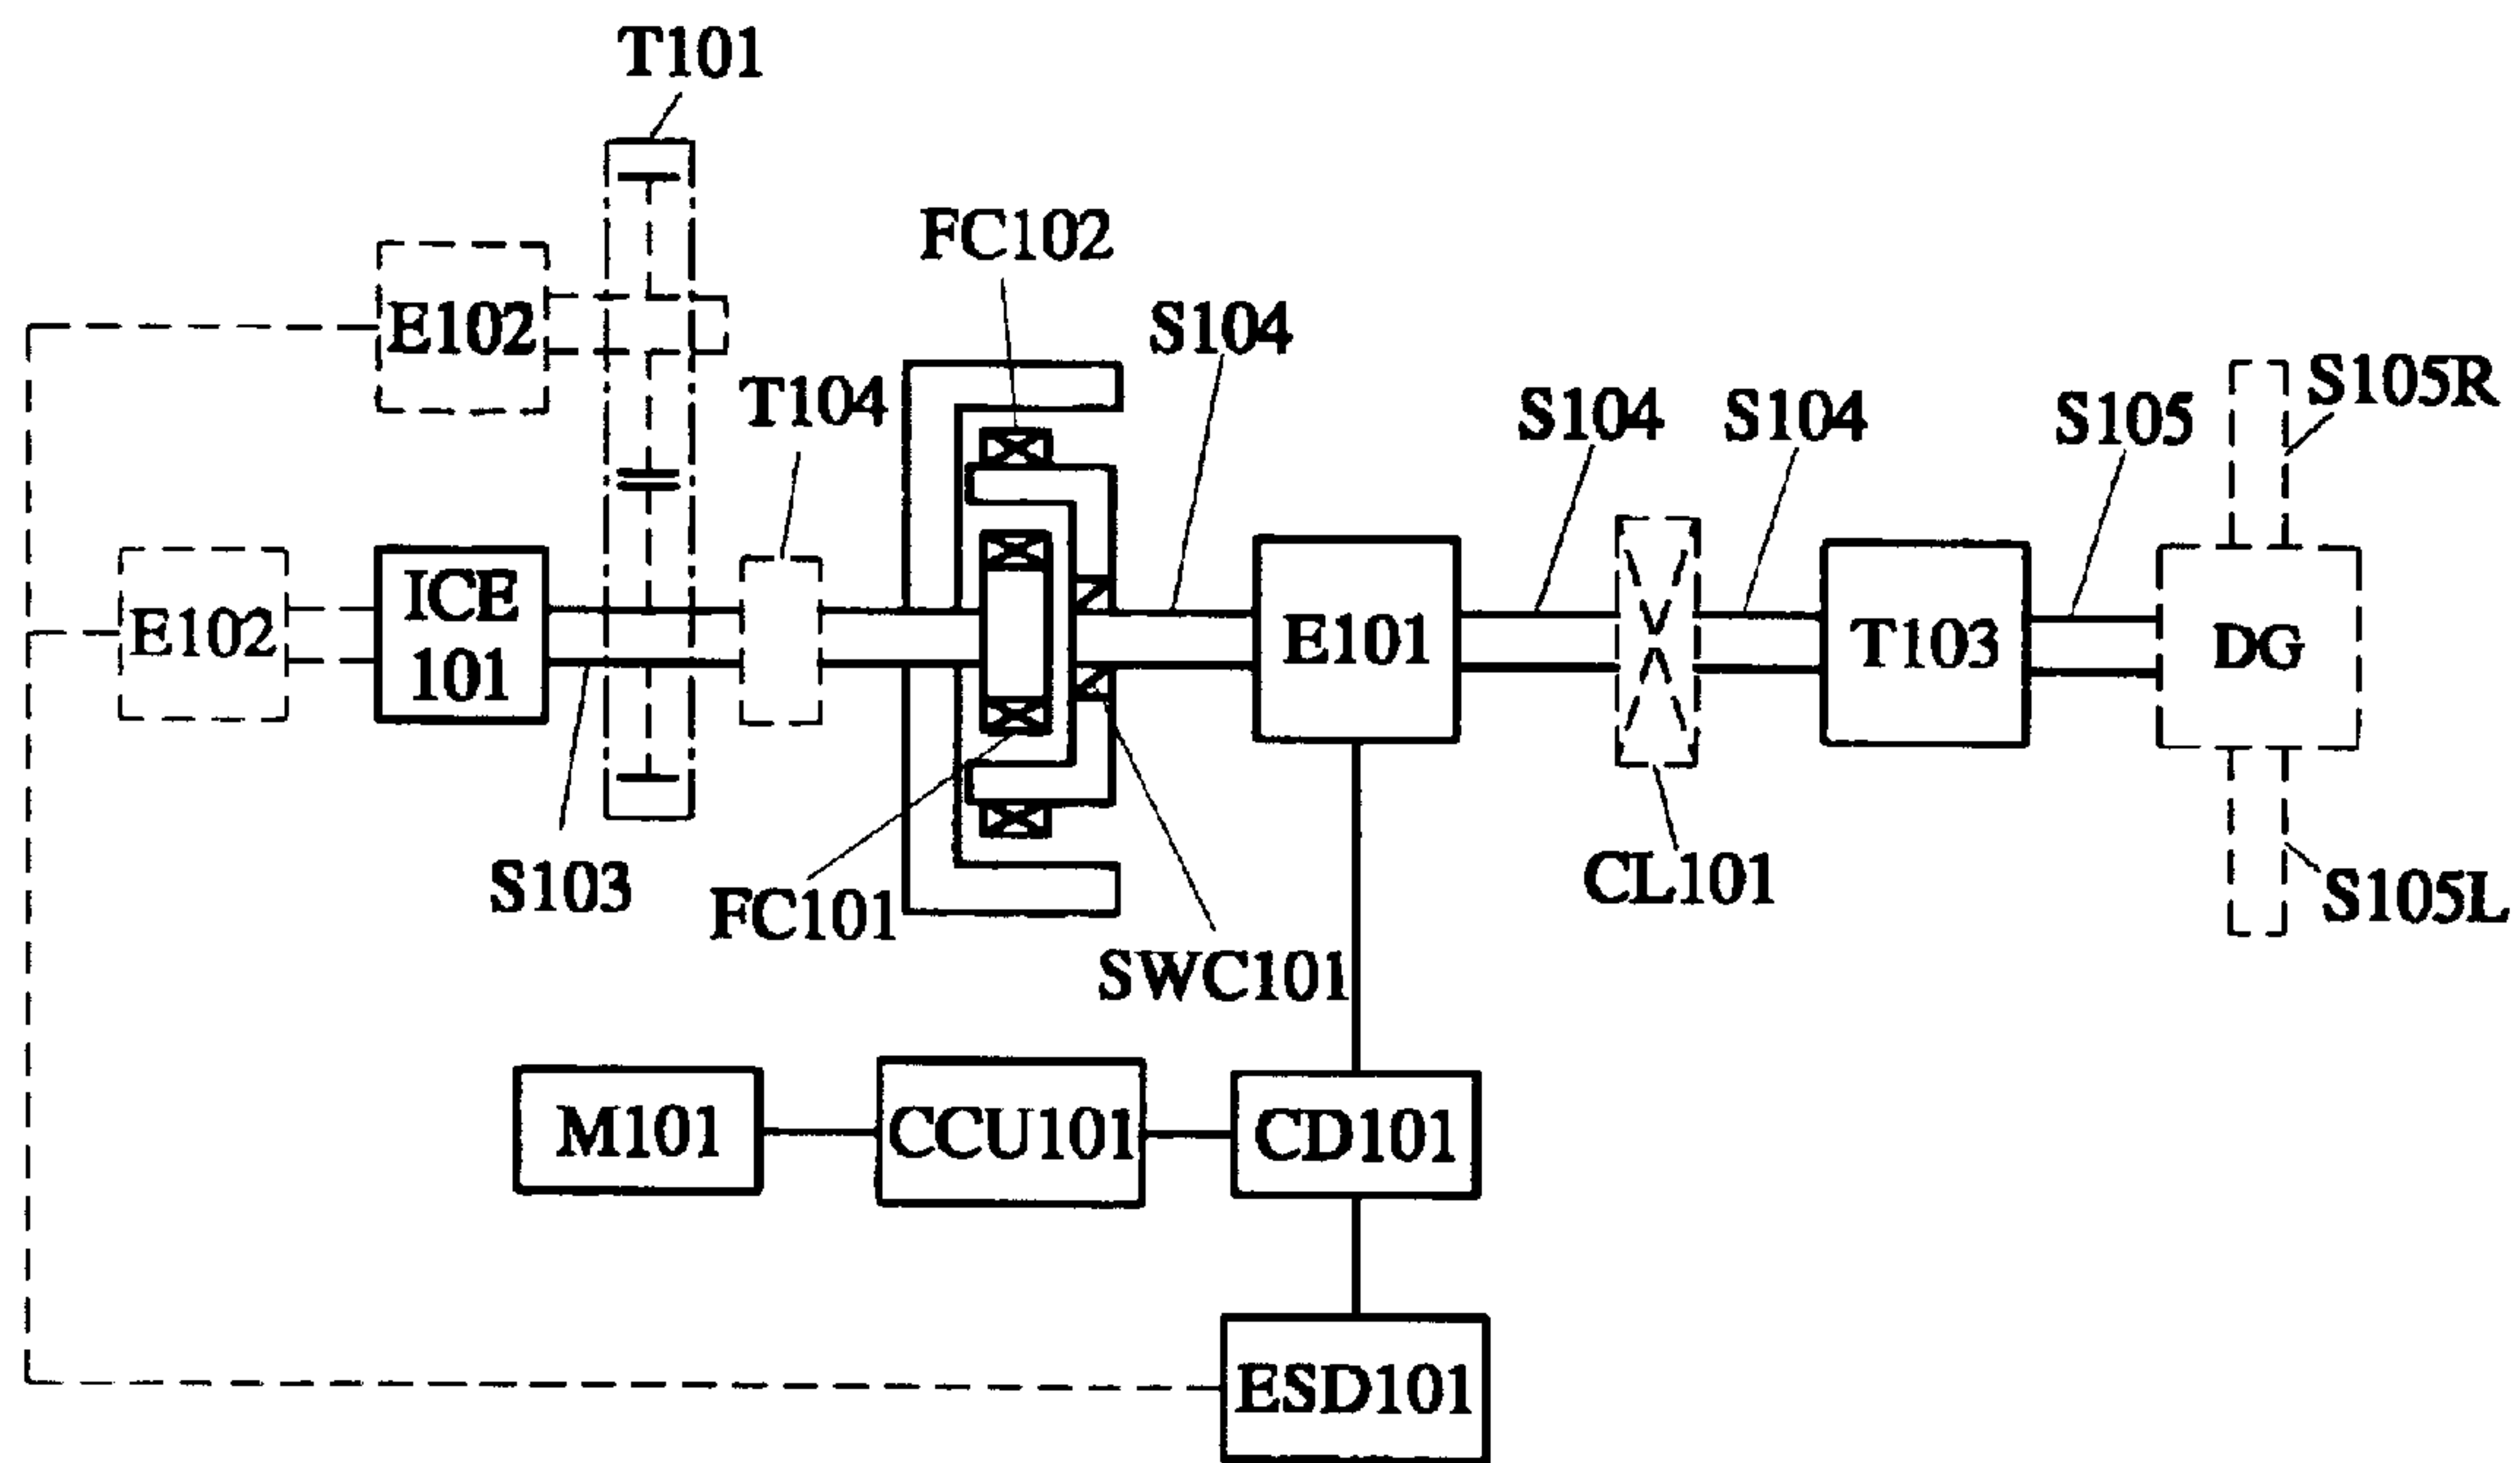 T101
FC102
E102
S104
T104
S105R
S104
S104
S105
ICE
101
E102
E101
T103
DG
S103
FC101
CL101
S105L
SWC101
M101
CCU101
CD101
ESD101